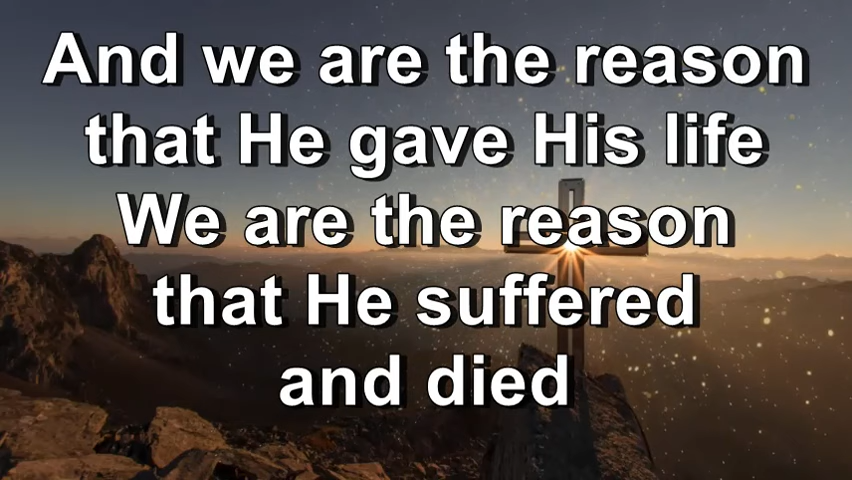 And we are the reason
that He gave His life
We are the reason
that He suffered
and died